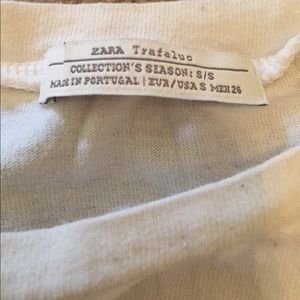 ZARA Trafaluc
COLLECTION'S SEASON: S/S
MADE IN PORTUGAL | EUR/USA S MEX 26